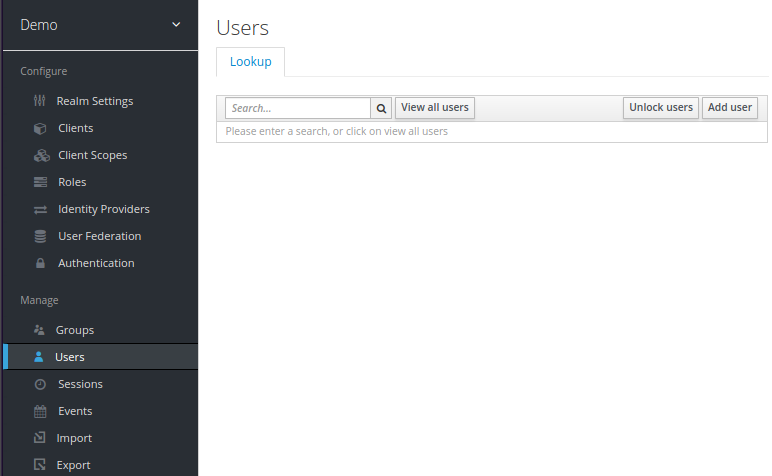 Demo
Configure
Realm Settings
Clients
Client Scopes
Roles
Identity Providers
User Federation
Authentication
Manage
Groups
Users
Sessions
Events
Import
Export
Users
Lookup
Search...
View all users
Unlock users
Add user
Please enter a search, or click on view all users